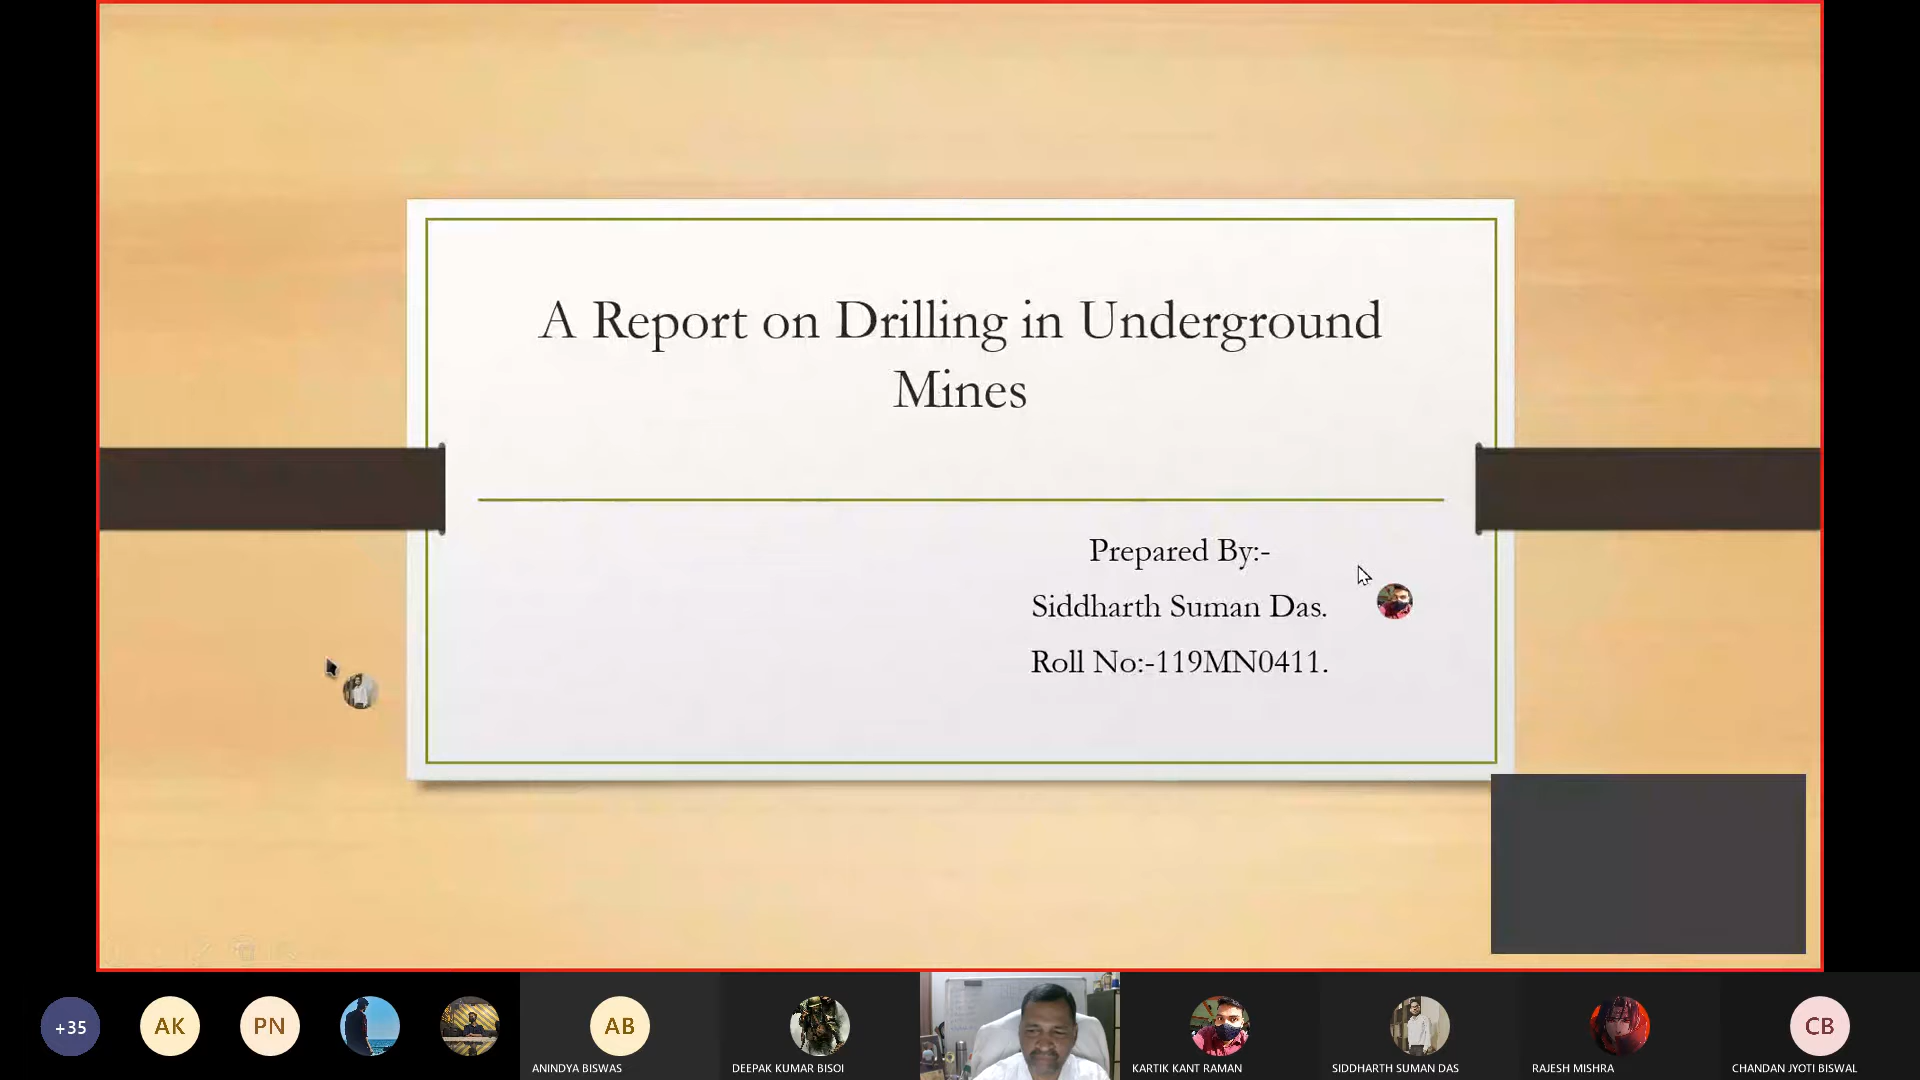 A Report on Drilling in Underground
Mines
Prepared By:-
Siddharth Suman Das.
Roll No:-119MN0411.
+35
AK
PN
AB
CB
ANINDYA BISWAS
DEEPAK KUMAR BISOI
KARTIK KANT RAMAN
SIDDHARTH SUMAN DAS
RAJESH MISHRA
CHANDAN JYOTI BISWAL